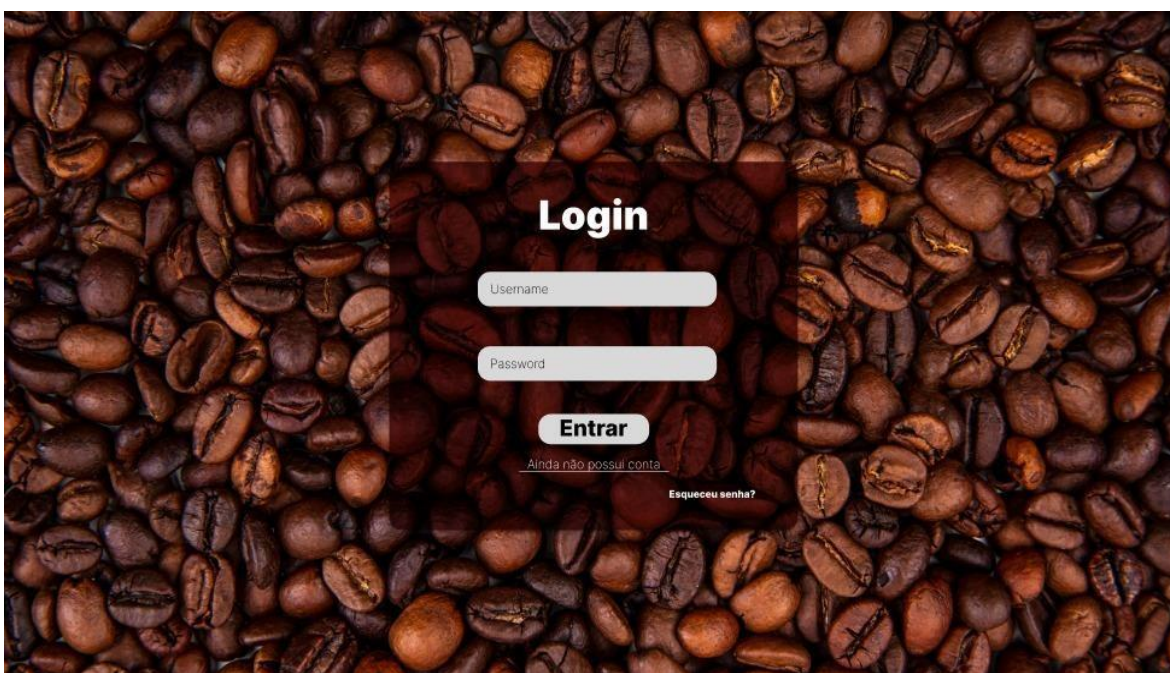 Login
Username
Password
Entrar
Ainda não possui conta
Esqueceu senha?